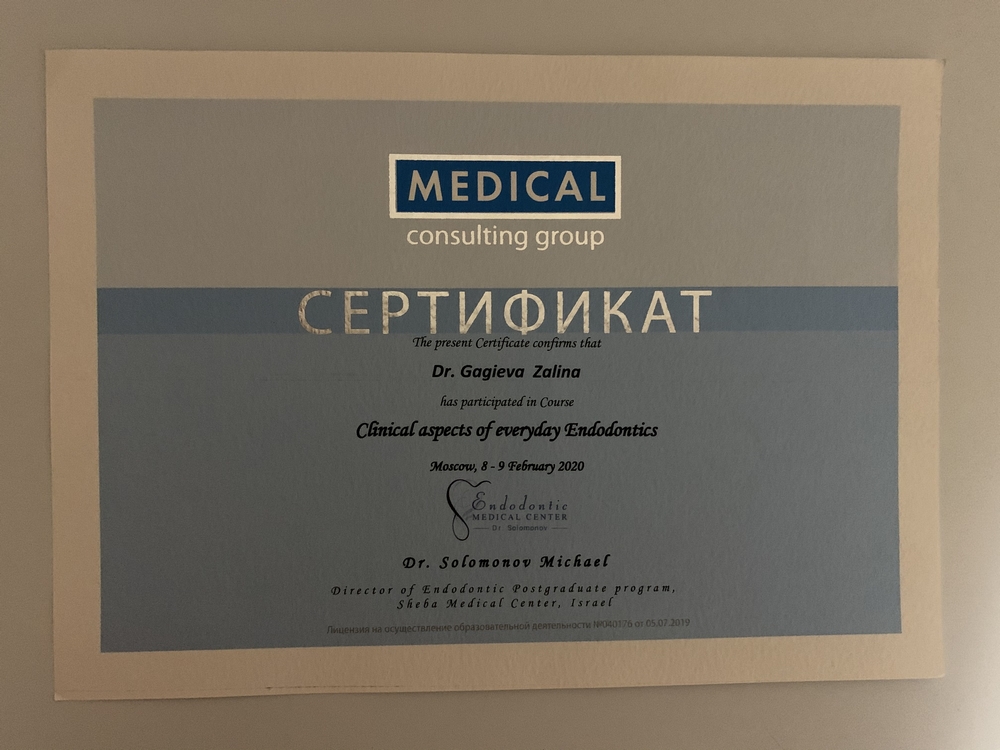 MEDICAL
consulting group
СЕРТИФИКАТ
The present Certificate confirms that
Dr. Gagieva Zalina
has participated in Course
Clinical aspects of everyday Endodontics
Moscow, 8 - 9 February 2020
Endodontic
MEDICAL CENTER
Dr. Solomonov
Dr. Solomonov Michael
Director of Endodontic Postgraduate program,
Sheba Medical Center, Israel
Лицензия на осуществление образовательной деятельности №040176 от 05.07.2019